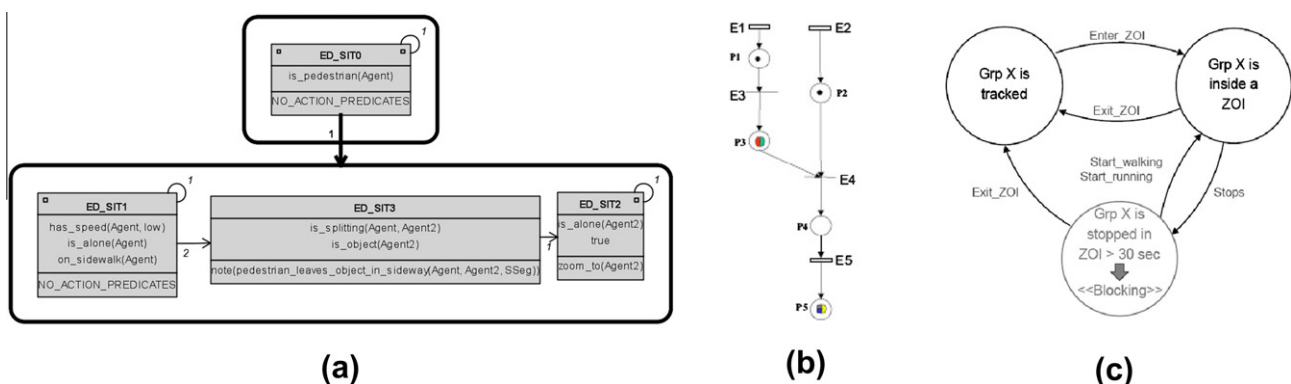 ED_SIT0
1
is_pedestrian(Agent)
NO_ACTION_PREDICATES
1
ED_SIT1
1
has_speed(Agent, low)
is_alone(Agent)
on_sidewalk(Agent)
NO_ACTION_PREDICATES
2
ED_SIT3
is_splitting(Agent, Agent2)
is_object(Agent2)
note(pedestrian_leaves_object_in_sideway(Agent, Agent2, SSeg))
1
ED_SIT2
1
is_alone(Agent2)
true
zoom_to(Agent2)
(a)
E1
E2
P1
P2
E3
P3
E4
P4
E5
P5
(b)
Enter_ZOI
Grp X is
tracked
Grp X is
inside a
ZOI
Exit_ZOI
Start_walking
Start_running
Exit_ZOI
Stops
Grp X is
stopped in
ZOI > 30 sec
<<Blocking>>
(c)